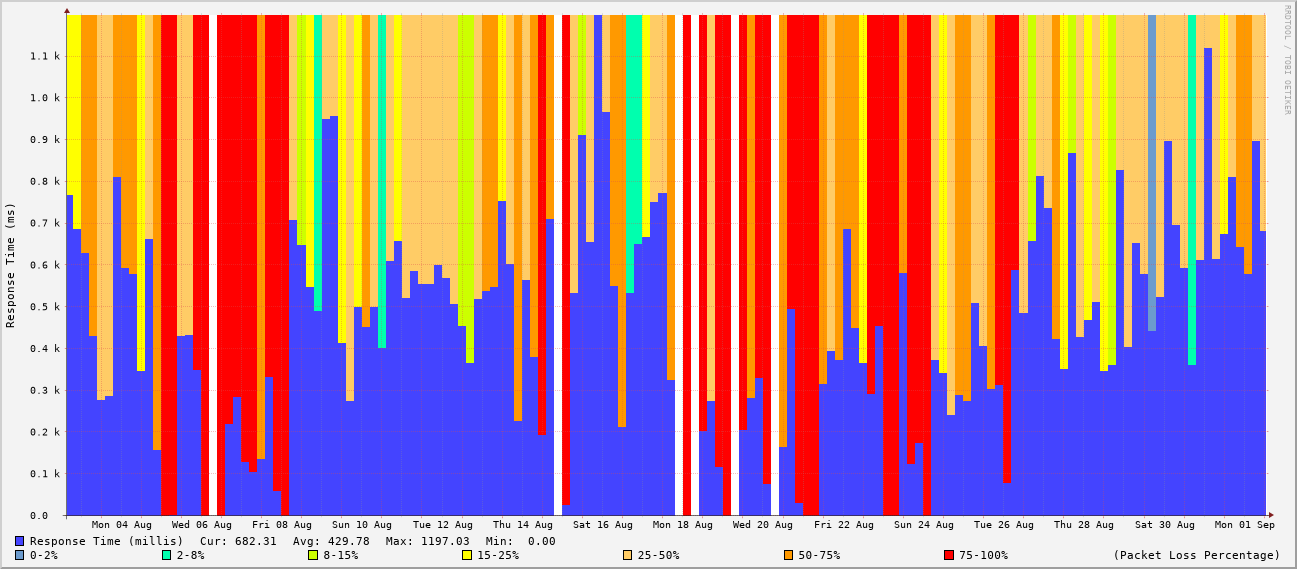 RRDTOOL / TOBI OETIKER
Response Time (ms)
1.1 k
1.0 k
0.9 k
0.8 k
0.7 k
0.6 k
0.5 k
0.4 k
0.3 k
0.2 k
0.1 k
0.0
Mon 04 Aug Wed 06 Aug Fri 08 Aug Sun 10 Aug Tue 12 Aug Thu 14 Aug Sat 16 Aug Mon 18 Aug Wed 20 Aug Fri 22 Aug Sun 24 Aug Tue 26 Aug Thu 28 Aug Sat 30 Aug Mon 01 Sep
Response Time (millis) Cur: 682.31 Avg: 429.78 Max: 1197.03 Min: 0.00
0-2% 2-8% 8-15% 15-25% 25-50% 50-75% 75-100% (Packet Loss Percentage)